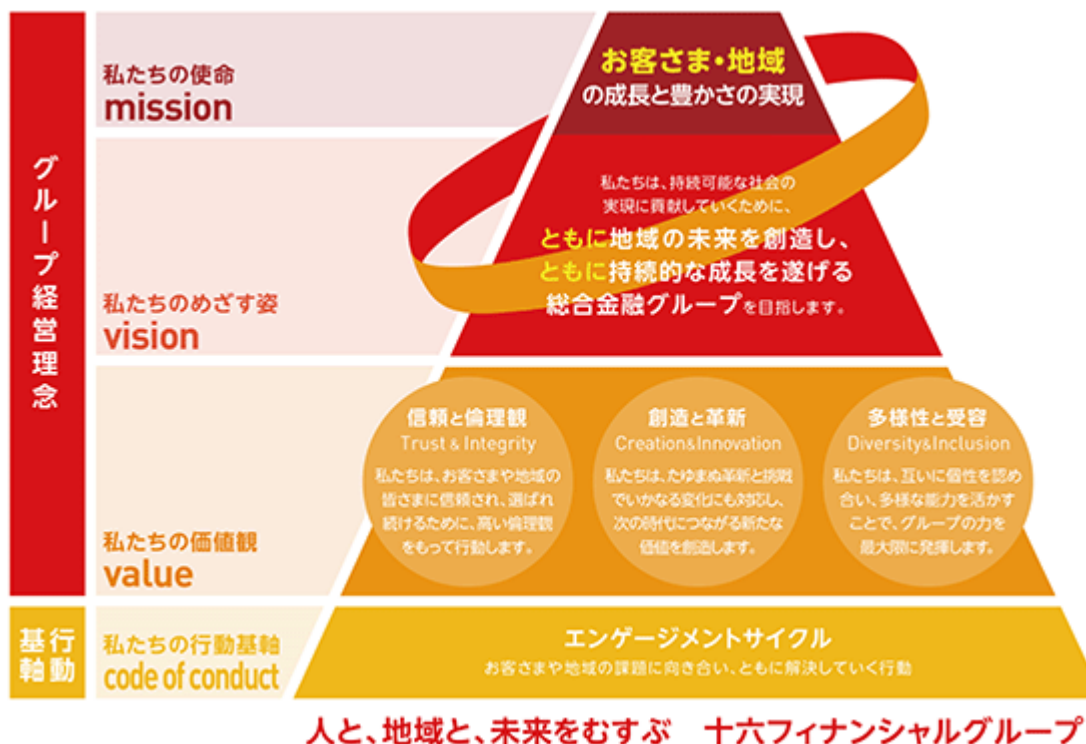 グループ経営理念
私たちの使命
mission
お客さま・地域
の成長と豊かさの実現
私たちのめざす姿
vision
私たちは、持続可能な社会の
実現に貢献していくために、
ともに地域の未来を創造し、
ともに持続的な成長を遂げる
総合金融グループを目指します。
私たちの価値観
value
信頼と倫理観
Trust & Integrity
私たちは、お客さまや地域の
皆さまに信頼され、選ばれ
続けるために、高い倫理観
をもって行動します。
創造と革新
Creation&Innovation
私たちは、たゆまぬ革新と挑戦
でいかなる変化にも対応し、
次の時代につながる新たな
価値を創造します。
多様性と受容
Diversity&Inclusion
私たちは、互いに個性を認め
合い、多様な能力を活かす
ことで、グループの力を
最大限に発揮します。
行動
基軸
私たちの行動基軸
code of conduct
エンゲージメントサイクル
お客さまや地域の課題に向き合い、ともに解決していく行動
人と、地域と、未来をむすぶ 十六フィナンシャルグループ